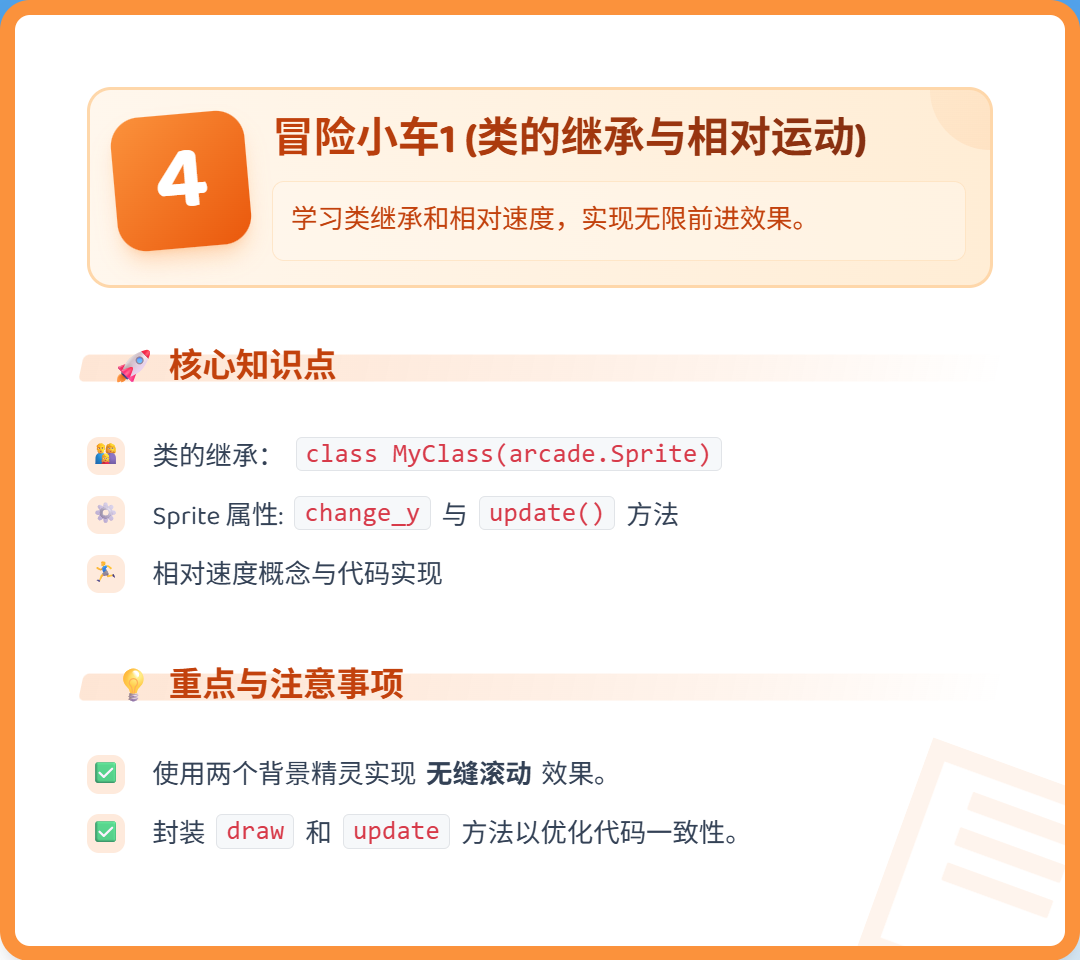 4
冒险小车1 (类的继承与相对运动)
学习类继承和相对速度，实现无限前进效果。
🚀 核心知识点
类的继承： class MyClass(arcade.Sprite)
Sprite 属性: change_y 与 update() 方法
相对速度概念与代码实现
💡 重点与注意事项
使用两个背景精灵实现 无缝滚动 效果。
封装 draw 和 update 方法以优化代码一致性。